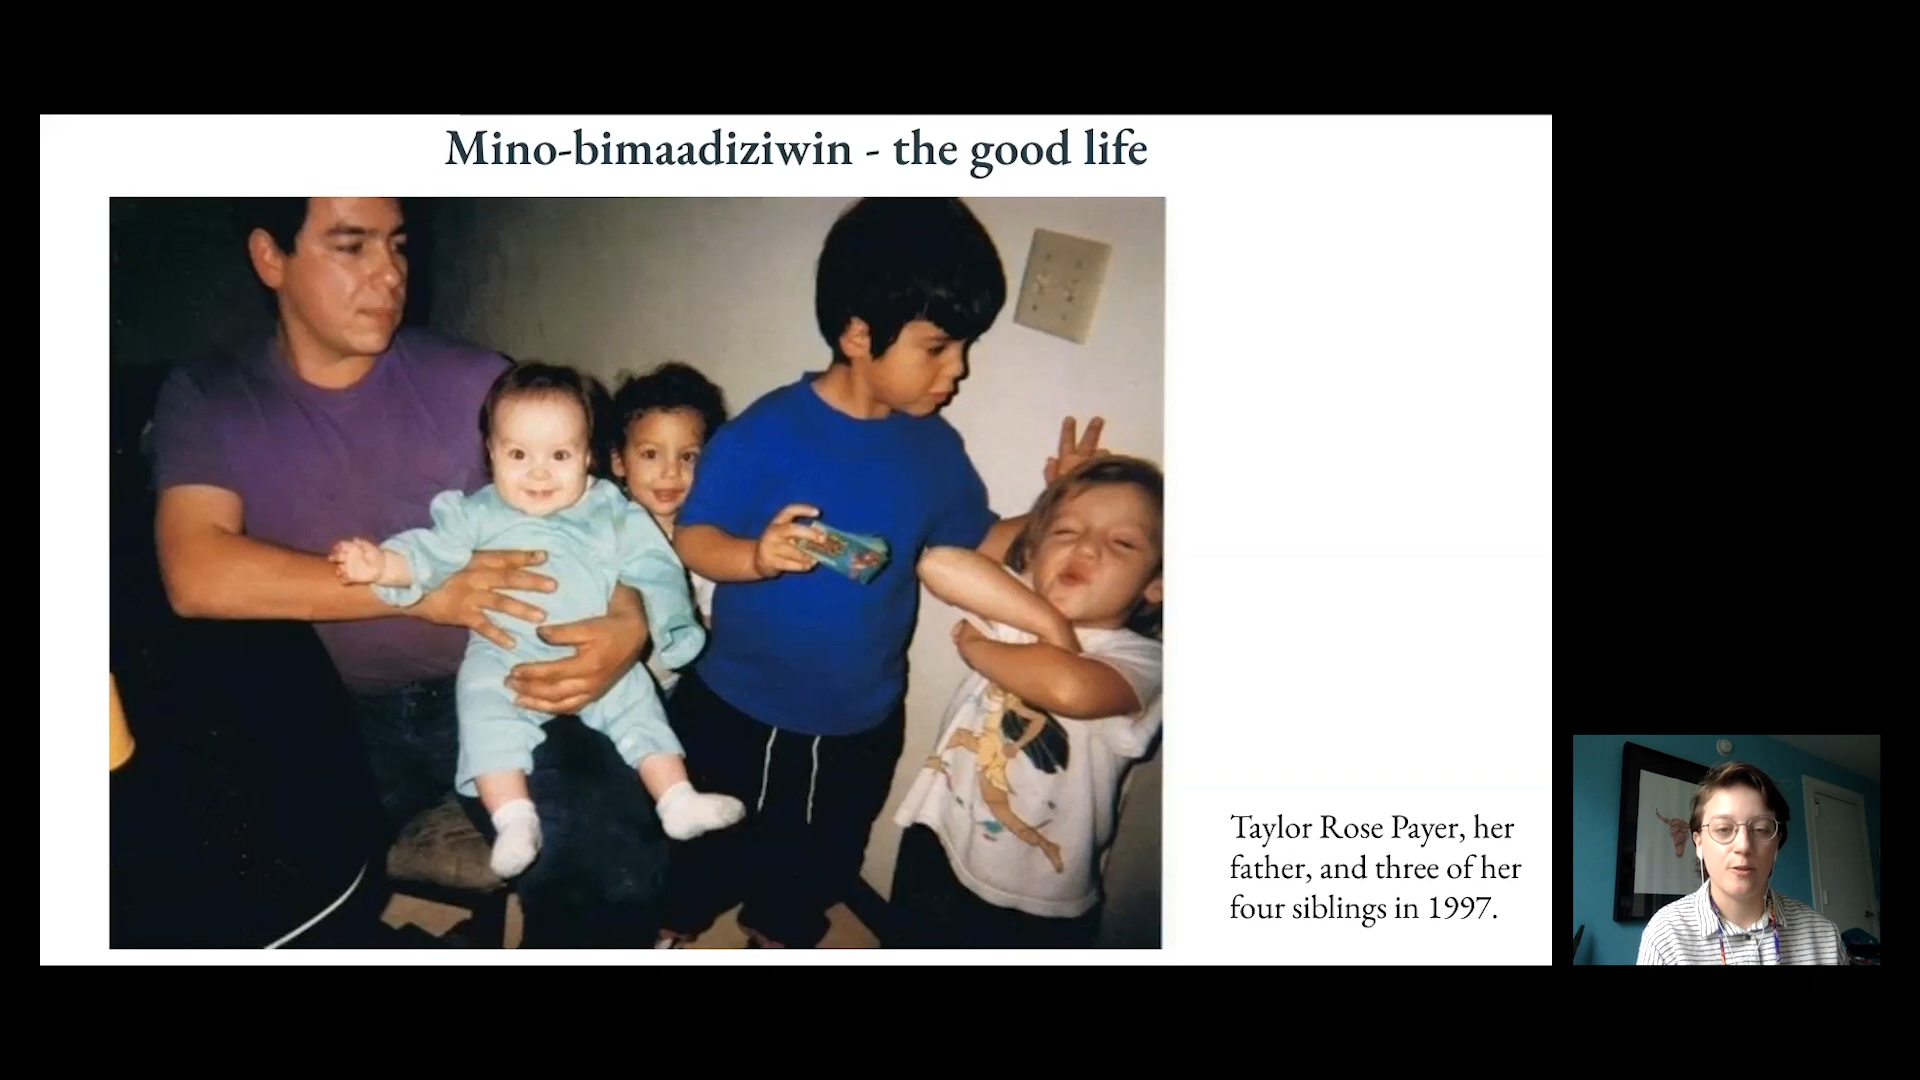 Mino-bimaadiziwin - the good life
Taylor Rose Payer, her
father, and three of her
four siblings in 1997.